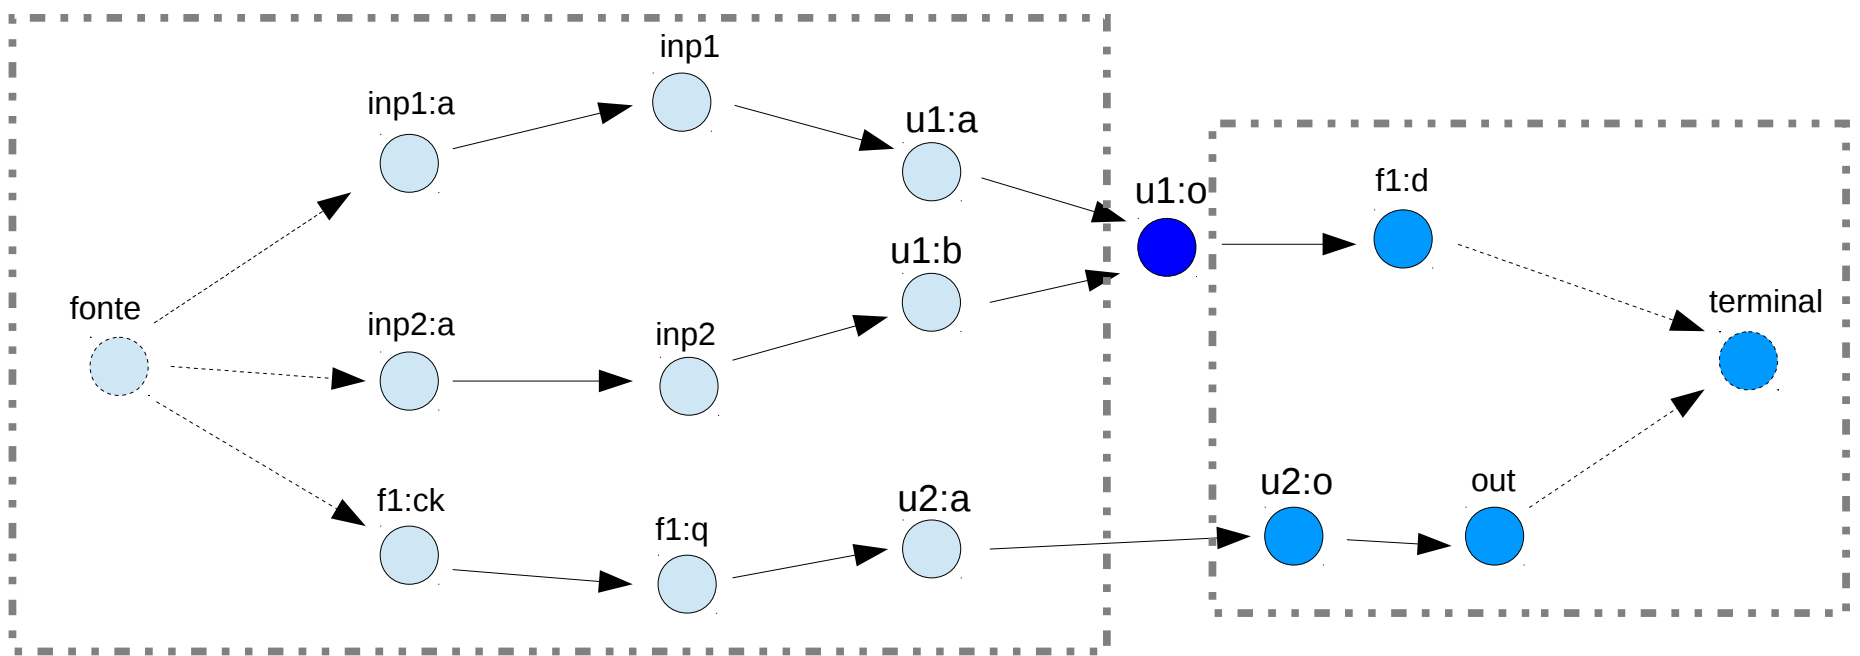 inp1
inp1:a
u1:a
f1:d
u1:o
u1:b
fonte
terminal
inp2:a
inp2
u2:o
out
f1:ck
u2:a
f1:q